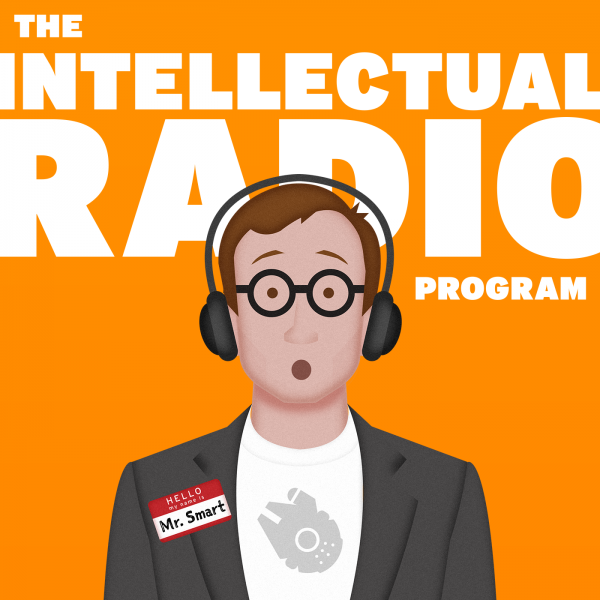 THE
INTELLECTUAL
RADIO
PROGRAM
HELLO
my name is
Mr. Smart